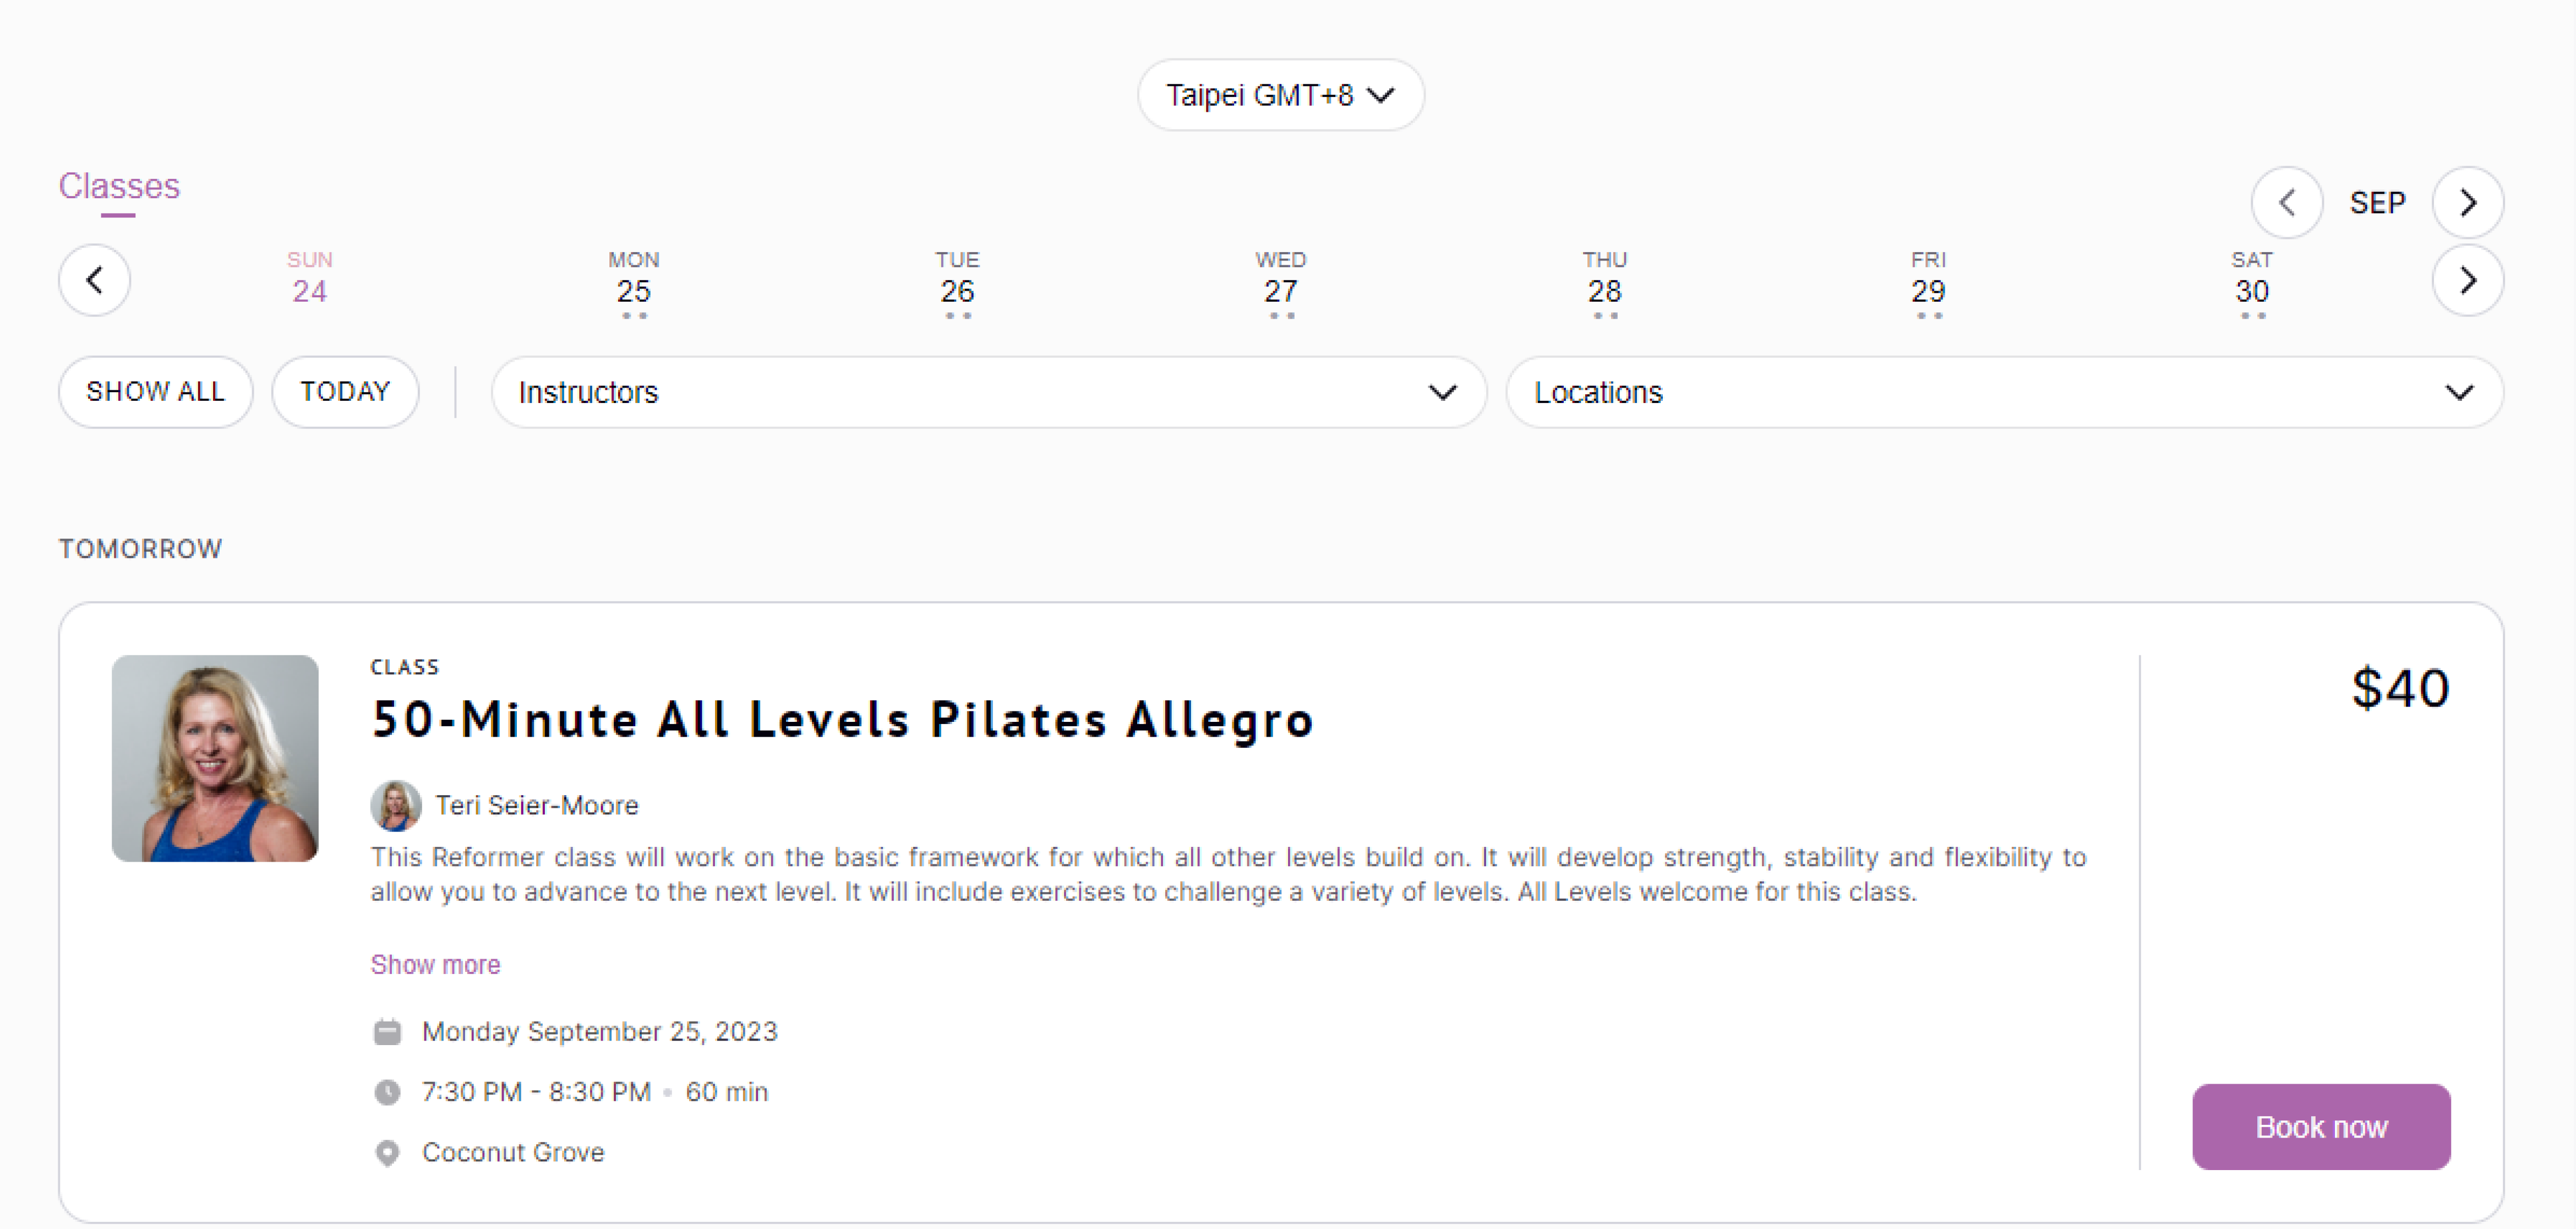 Taipei GMT+8
Classes
SEP
SUN MON TUE WED THU FRI SAT
24 25 26 27 28 29 30
SHOW ALL TODAY Instructors Locations
TOMORROW
CLASS
$40
50-Minute All Levels Pilates Allegro
Teri Seier-Moore
This Reformer class will work on the basic framework for which all other levels build on. It will develop strength, stability and flexibility to
allow you to advance to the next level. It will include exercises to challenge a variety of levels. All Levels welcome for this class.
Show more
Monday September 25, 2023
7:30 PM - 8:30 PM • 60 min
Book now
Coconut Grove